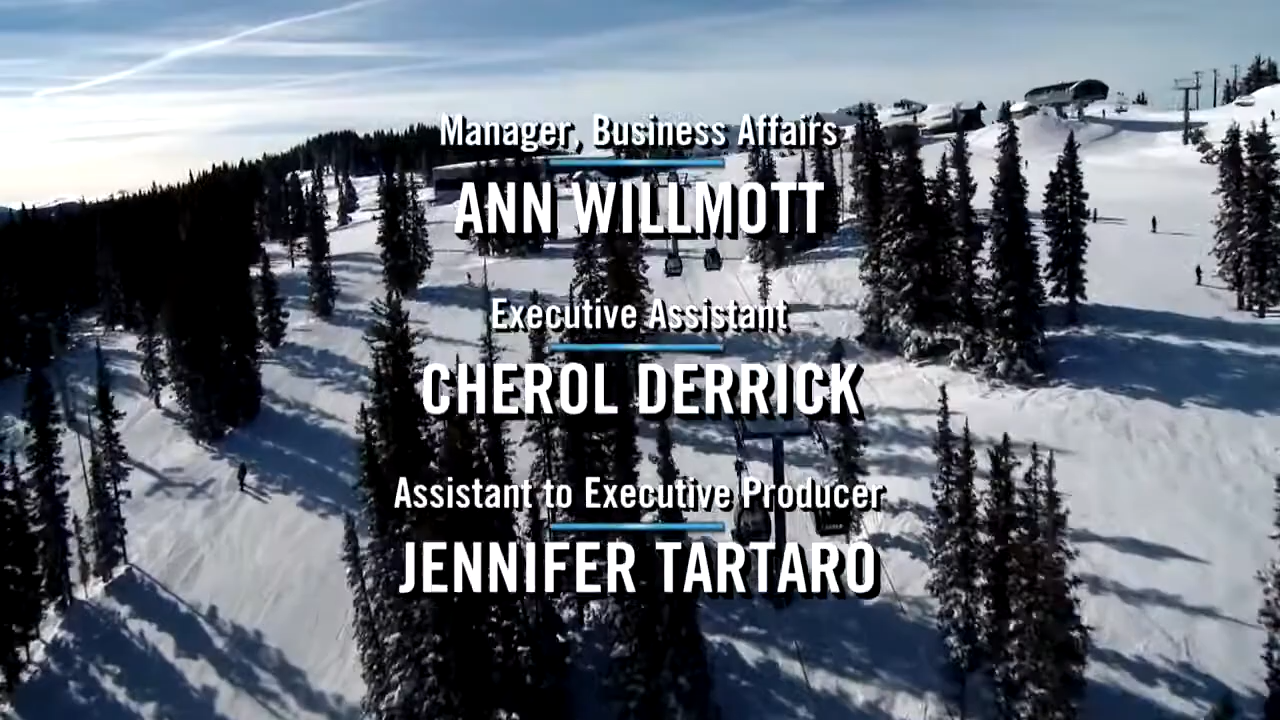 Manager, Business Affairs
ANN WILLMOTT
Executive Assistant
CHEROL DERRICK
Assistant to Executive Producer
JENNIFER TARTARO